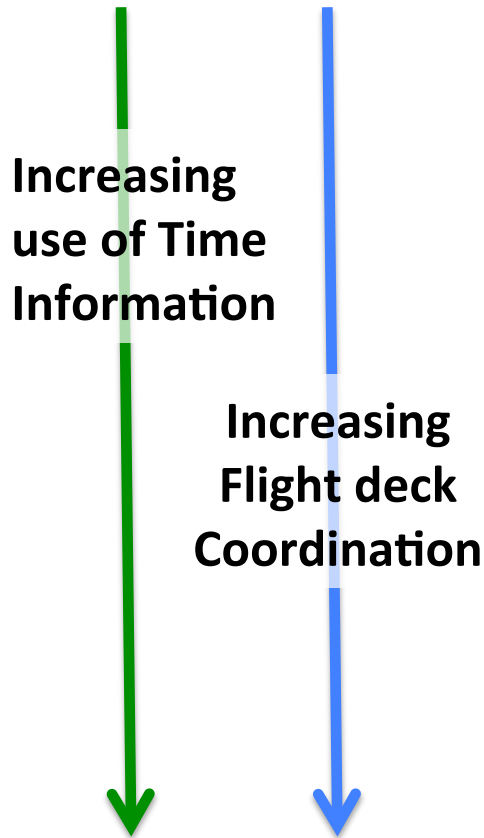 Increasing
use of Time
Information
Increasing
Flight deck
Coordination